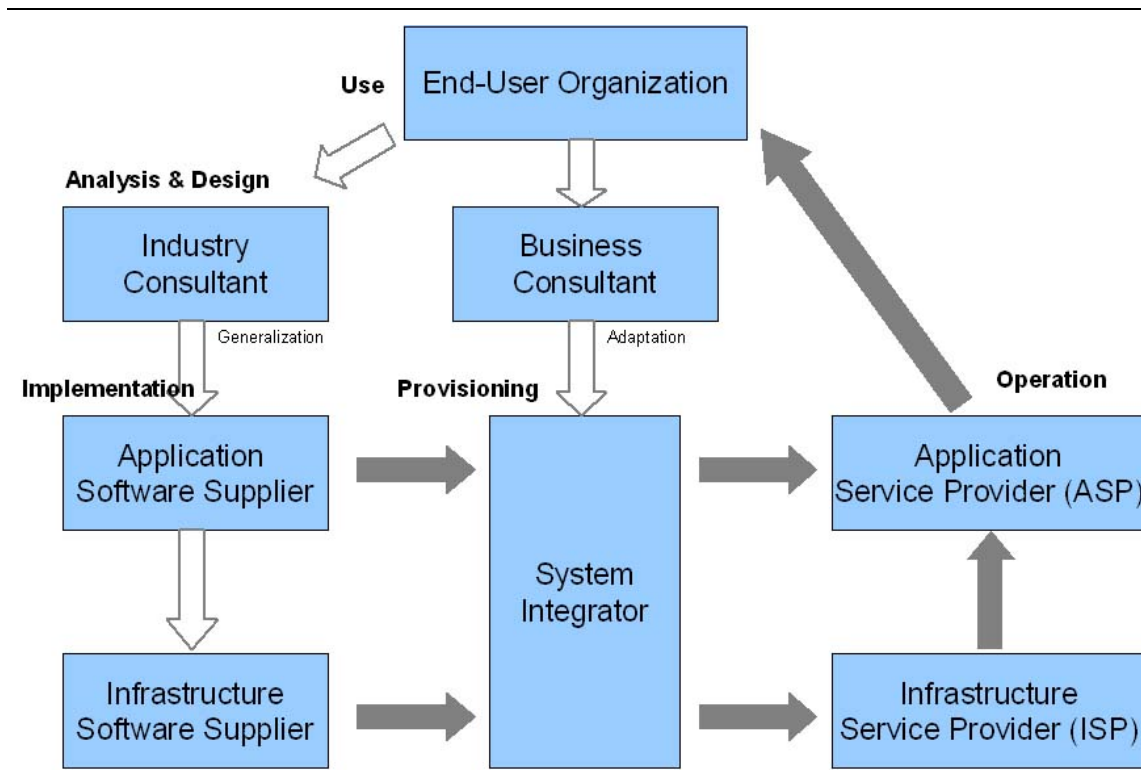 Use
End-User Organization
Analysis & Design
Industry
Consultant
Business
Consultant
Generalization
Adaptation
Implementation
Provisioning
Operation
Application
Software Supplier
System
Integrator
Application
Service Provider (ASP)
Infrastructure
Software Supplier
Infrastructure
Service Provider (ISP)